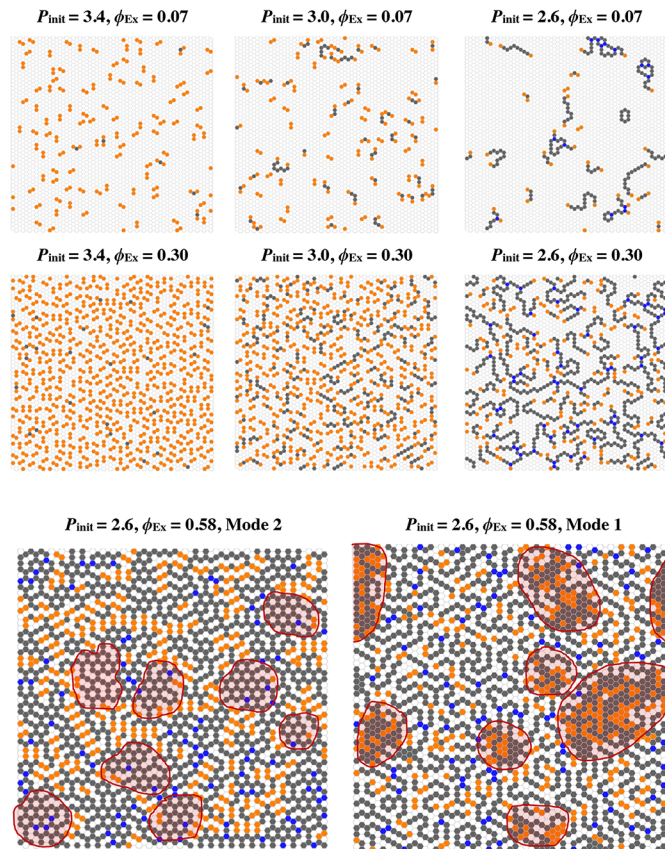 P_init = 3.4, ϕ_Ex = 0.07
P_init = 3.0, ϕ_Ex = 0.07
P_init = 2.6, ϕ_Ex = 0.07
P_init = 3.4, ϕ_Ex = 0.30
P_init = 3.0, ϕ_Ex = 0.30
P_init = 2.6, ϕ_Ex = 0.30
P_init = 2.6, ϕ_Ex = 0.58, Mode 2
P_init = 2.6, ϕ_Ex = 0.58, Mode 1